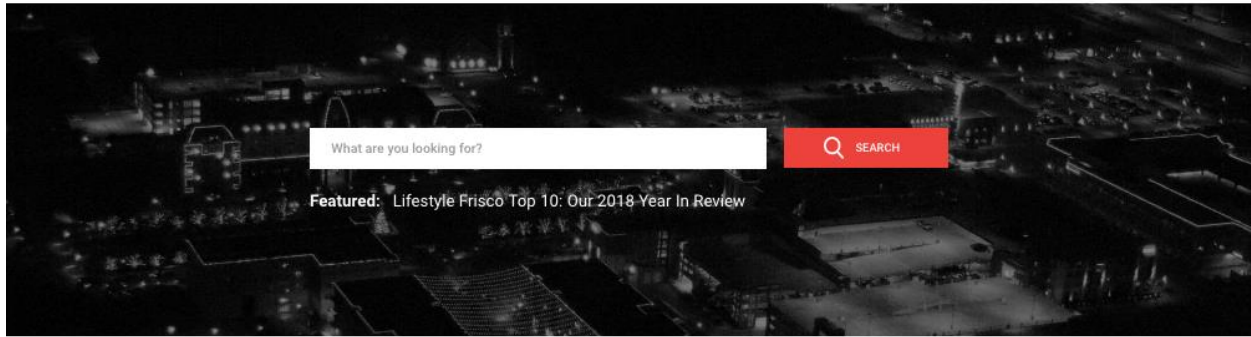 What are you looking for?
SEARCH
Featured: Lifestyle Frisco Top 10: Our 2018 Year In Review